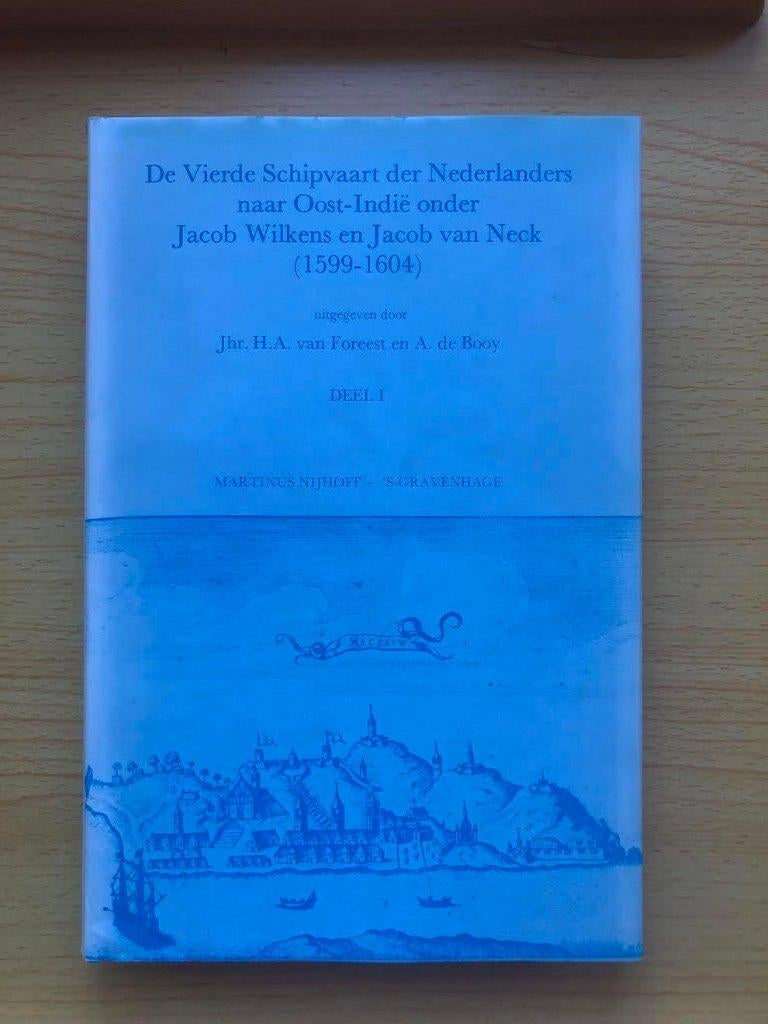 De Vierde Schipvaart der Nederlanders
naar Oost-Indië onder
Jacob Wilkens en Jacob van Neck
(1599-1604)
uitgegeven door
Jhr. H.A. van Foreest en A. de Booy
DEEL I
MARTINUS NIJHOFF – 'S-GRAVENHAGE
MACCAVW